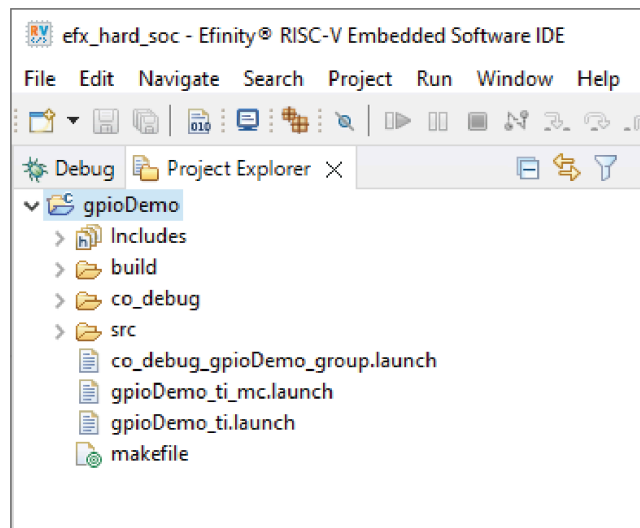 efx_hard_soc - Efinity® RISC-V Embedded Software IDE
File Edit Navigate Search Project Run Window Help
010
Debug Project Explorer
gpioDemo
Includes
build
co_debug
src
co_debug_gpioDemo_group.launch
gpioDemo_ti_mc.launch
gpioDemo_ti.launch
makefile